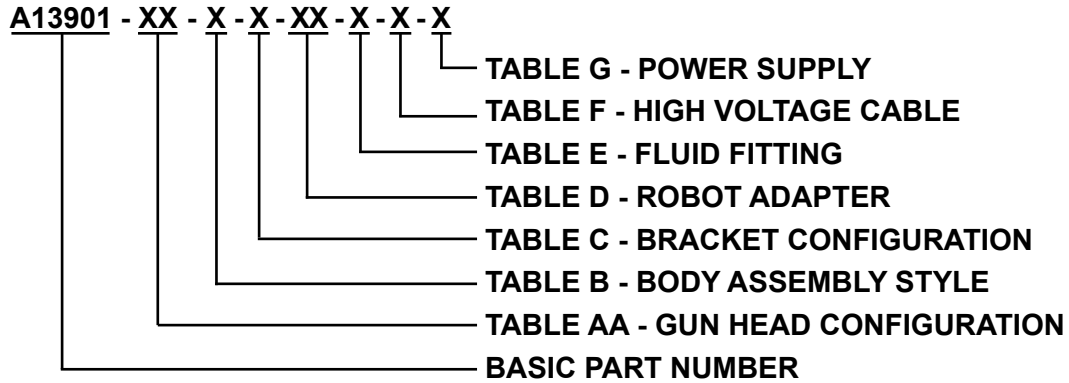 A13901 - XX - X - X - XX - X - X - X
TABLE G - POWER SUPPLY
TABLE F - HIGH VOLTAGE CABLE
TABLE E - FLUID FITTING
TABLE D - ROBOT ADAPTER
TABLE C - BRACKET CONFIGURATION
TABLE B - BODY ASSEMBLY STYLE
TABLE AA - GUN HEAD CONFIGURATION
BASIC PART NUMBER